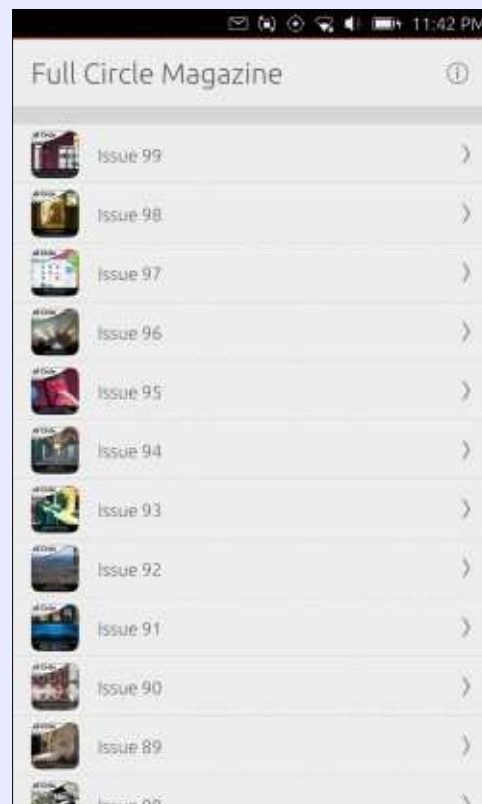 11:42 PM
Full Circle Magazine
Issue 99
Issue 98
Issue 97
Issue 96
Issue 95
Issue 94
Issue 93
Issue 92
Issue 91
Issue 90
Issue 89